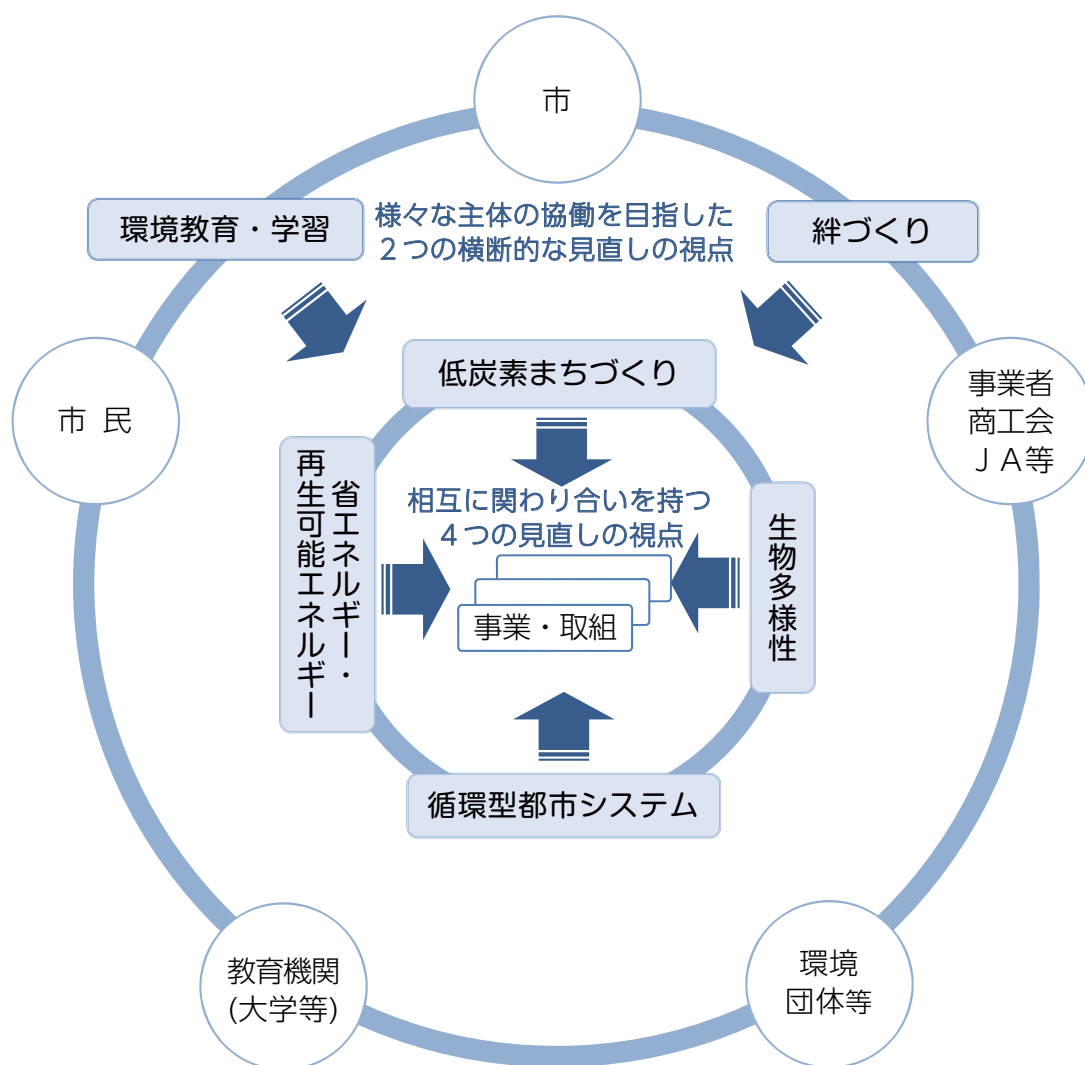 市
環境教育・学習
様々な主体の協働を目指した
２つの横断的な見直しの視点
絆づくり
市 民
低炭素まちづくり
事業者
商工会
ＪＡ等
省エネルギー・
再生可能エネルギー
相互に関わり合いを持つ
４つの見直しの視点
生物多様性
事業・取組
循環型都市システム
教育機関
(大学等)
環境
団体等